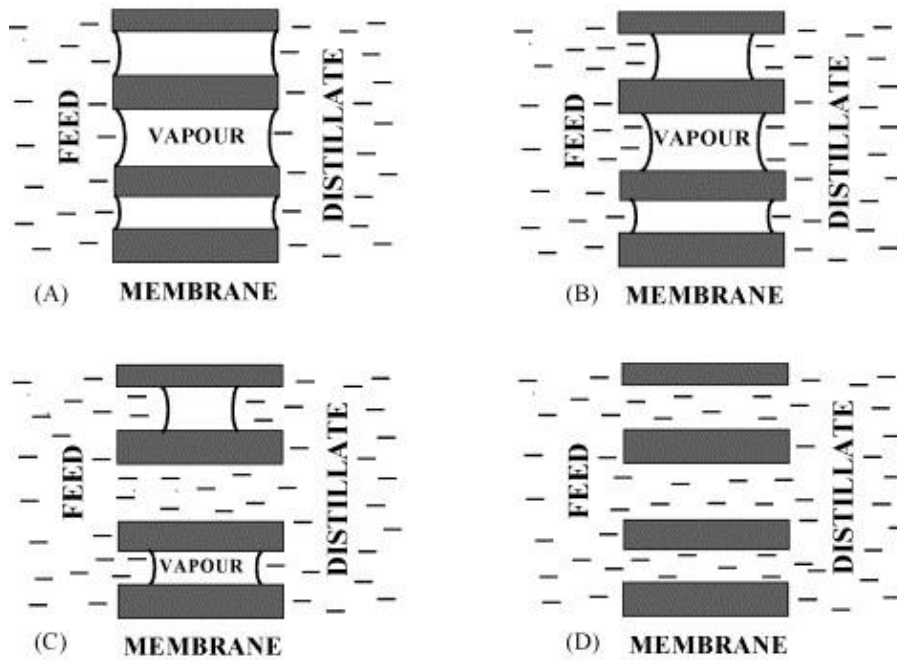 FEED
VAPOUR
DISTILLATE
(A)
MEMBRANE
FEED
VAPOUR
DISTILLATE
(B)
MEMBRANE
FEED
VAPOUR
DISTILLATE
(C)
MEMBRANE
FEED
DISTILLATE
(D)
MEMBRANE